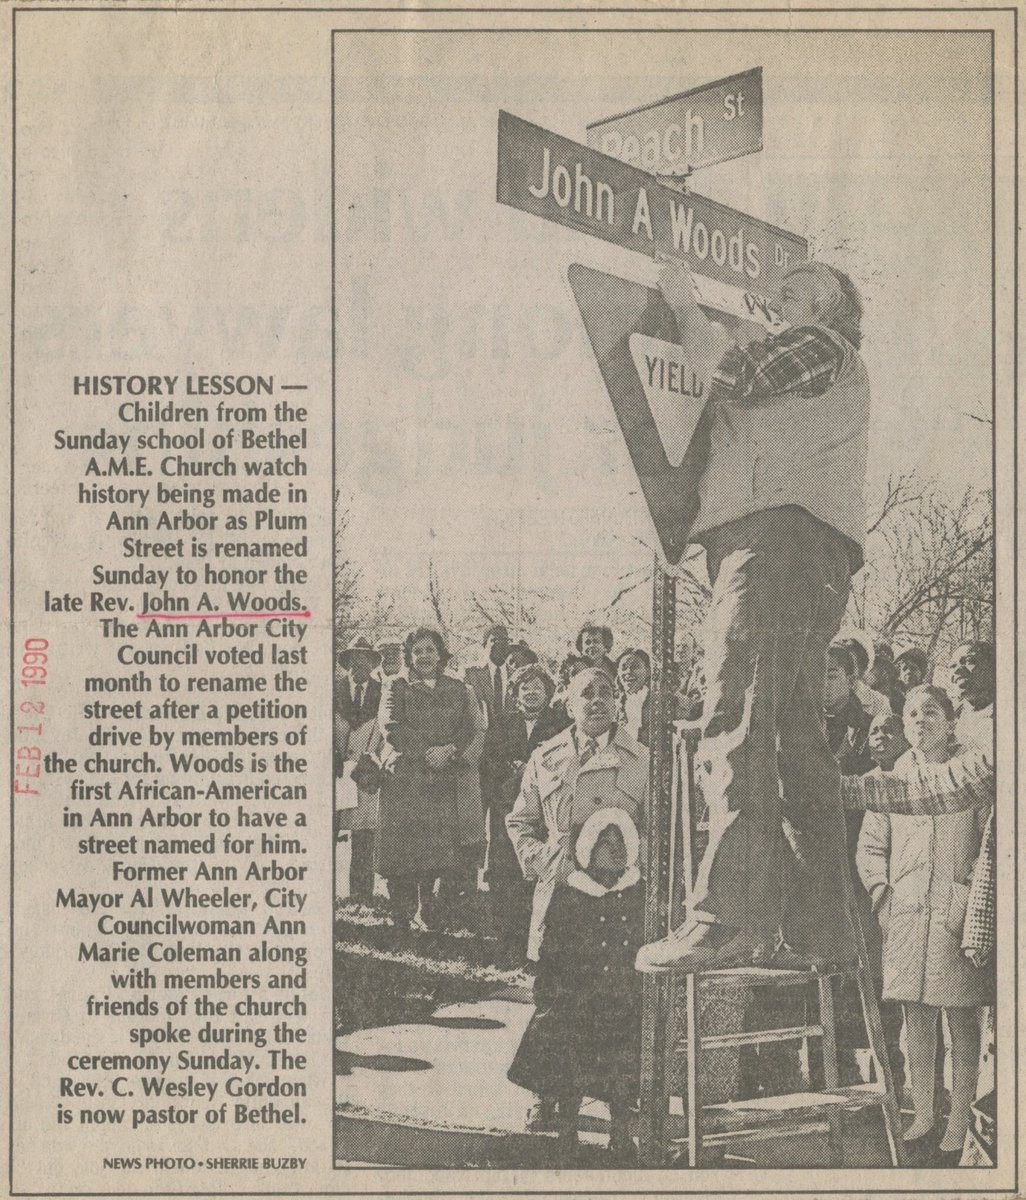 HISTORY LESSON —
Children from the
Sunday school of Bethel
A.M.E. Church watch
history being made in
Ann Arbor as Plum
Street is renamed
Sunday to honor the
late Rev. John A. Woods.
The Ann Arbor City
Council voted last
month to rename the
street after a petition
drive by members of
the church. Woods is the
first African-American
in Ann Arbor to have a
street named for him.
Former Ann Arbor
Mayor Al Wheeler, City
Councilwoman Ann
Marie Coleman along
with members and
friends of the church
spoke during the
ceremony Sunday. The
Rev. C. Wesley Gordon
is now pastor of Bethel.
NEWS PHOTO • SHERRIE BUZBY
FEB 12 1990
Peach St
John A Woods Dr
YIELD